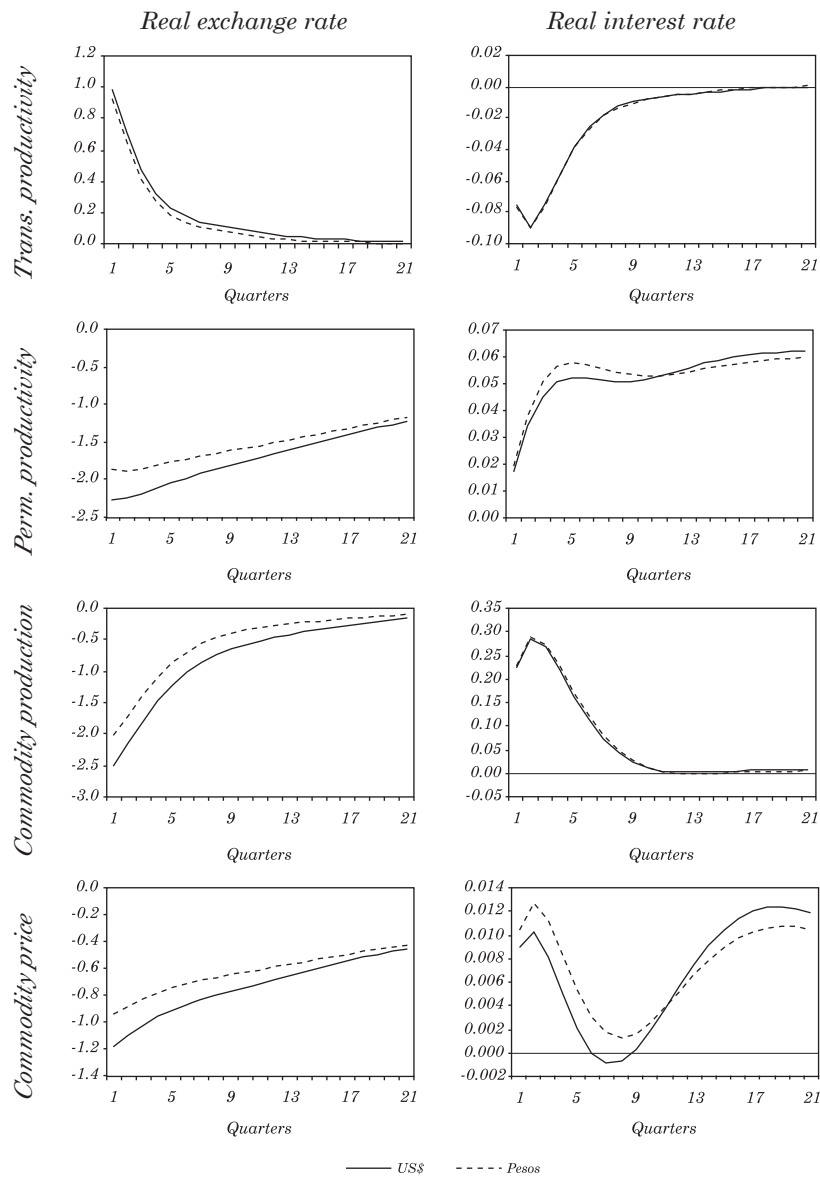 Real exchange rate
Real interest rate
Trans. productivity
1.2
1.0
0.8
0.6
0.4
0.2
0.0
1 5 9 13 17 21
Quarters
0.02
0.00
-0.02
-0.04
-0.06
-0.08
-0.10
1 5 9 13 17 21
Quarters
Perm. productivity
0.0
-0.5
-1.0
-1.5
-2.0
-2.5
1 5 9 13 17 21
Quarters
0.07
0.06
0.05
0.04
0.03
0.02
0.01
0.00
1 5 9 13 17 21
Quarters
Commodity production
0.0
-0.5
-1.0
-1.5
-2.0
-2.5
-3.0
1 5 9 13 17 21
Quarters
0.35
0.30
0.25
0.20
0.15
0.10
0.05
0.00
-0.05
1 5 9 13 17 21
Quarters
Commodity price
0.0
-0.2
-0.4
-0.6
-0.8
-1.0
-1.2
-1.4
1 5 9 13 17 21
Quarters
0.014
0.012
0.010
0.008
0.006
0.004
0.002
0.000
-0.002
1 5 9 13 17 21
Quarters
US$ Pesos